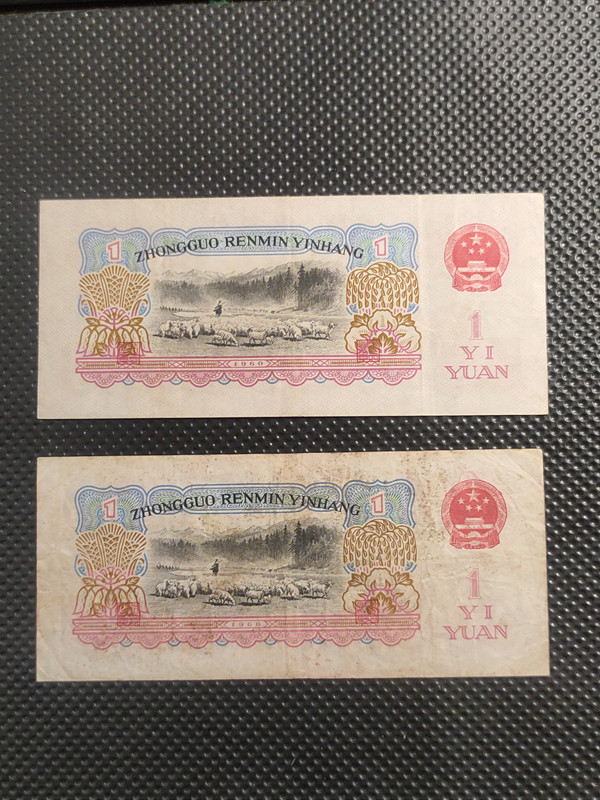 1 ZHONGGUO RENMIN YINHANG 1
1960
1
YI
YUAN
1 ZHONGGUO RENMIN YINHANG 1
1960
1
YI
YUAN